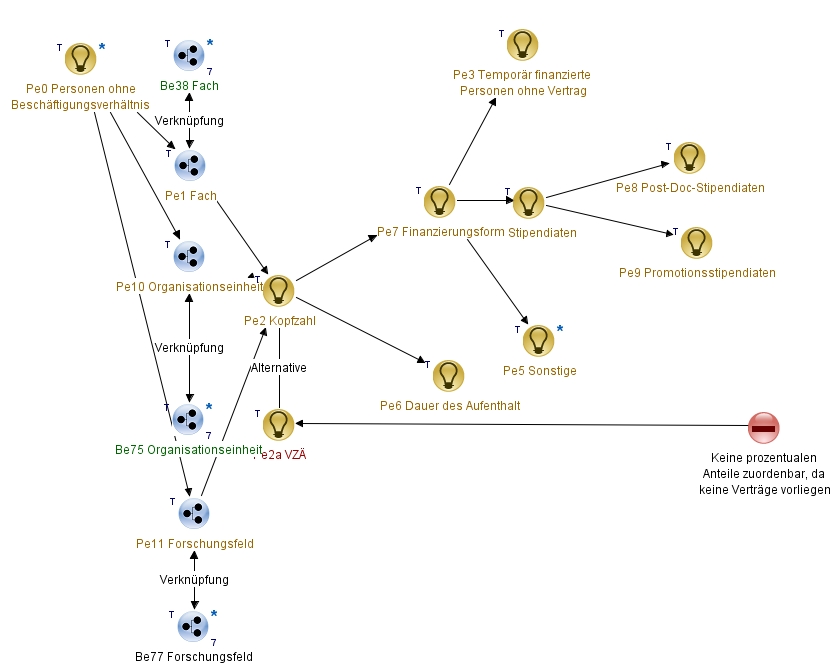 T
*
Pe0 Personen ohne
Beschäftigungsverhältnis
T
*
7
Be38 Fach
Verknüpfung
T
Pe1 Fach
T
Pe10 Organisationseinheit
Verknüpfung
T
*
7
Be75 Organisationseinheit
T
Pe11 Forschungsfeld
Verknüpfung
T
*
7
Be77 Forschungsfeld
T
Pe2 Kopfzahl
Alternative
T
Pe2a VZÄ
T
Pe3 Temporär finanzierte
Personen ohne Vertrag
T
Pe7 Finanzierungsform
T
Stipendiaten
T
Pe8 Post-Doc-Stipendiaten
T
Pe9 Promotionsstipendiaten
T
*
Pe5 Sonstige
T
Pe6 Dauer des Aufenthalt
Keine prozentualen
Anteile zuordenbar, da
keine Verträge vorliegen